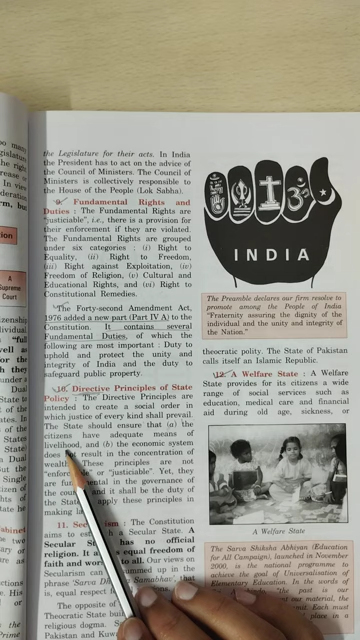 the Legislature for their acts. In India
the President has to act on the advice of
the Council of Ministers. The Council of
Ministers is collectively responsible to
the House of the People (Lok Sabha).
9. Fundamental Rights and
Duties : The Fundamental Rights are
"justiciable", i.e., there is a provision for
their enforcement if they are violated.
The Fundamental Rights are grouped
under six categories : (i) Right to
Equality, (ii) Right to Freedom,
(iii) Right against Exploitation, (iv)
Freedom of Religion, (v) Cultural and
Educational Rights, and (vi) Right to
Constitutional Remedies.
The Forty-second Amendment Act,
1976 added a new part (Part IV A) to the
Constitution. It contains several
Fundamental Duties, of which the
following are most important : Duty to
uphold and protect the unity and
integrity of India and the duty to
safeguard public property.
10. Directive Principles of State
Policy : The Directive Principles are
intended to create a social order in
which justice of every kind shall prevail.
The State should ensure that (a) the
citizens have adequate means of
livelihood, and (b) the economic system
does result in the concentration of
wealth. These principles are not
"enforce or "justiciable". Yet, they
are fun mental in the governance of
the cou and it shall be the duty of
the Stat apply these principles in
making la
11. Sec ism : The Constitution
aims to es h a Secular State. A
Secular S has no official
religion. It a equal freedom of
faith and wor to all. Our views on
Secularism ca mmed up in the
phrase 'Sarva D Samabhav', that
is, equal respect f
The opposite of
Theocratic State bui
religious dogma. So
Pakistan and Kuw
INDIA
The Preamble declares our firm resolve to
promote among the People of India
"Fraternity assuring the dignity of the
individual and the unity and integrity of
the Nation."
theocratic polity. The State of Pakistan
calls itself an Islamic Republic.
12. A Welfare State : A Welfare
State provides for its citizens a wide
range of social services such as
education, medical care and financial
aid during old age, sickness, or
A Welfare State
The Sarva Shiksha Abhiyan (Education
for All Campaign), launched in November
2000, is the national programme to
achieve the goal of Universalisation of
Elementary Education. In the words of